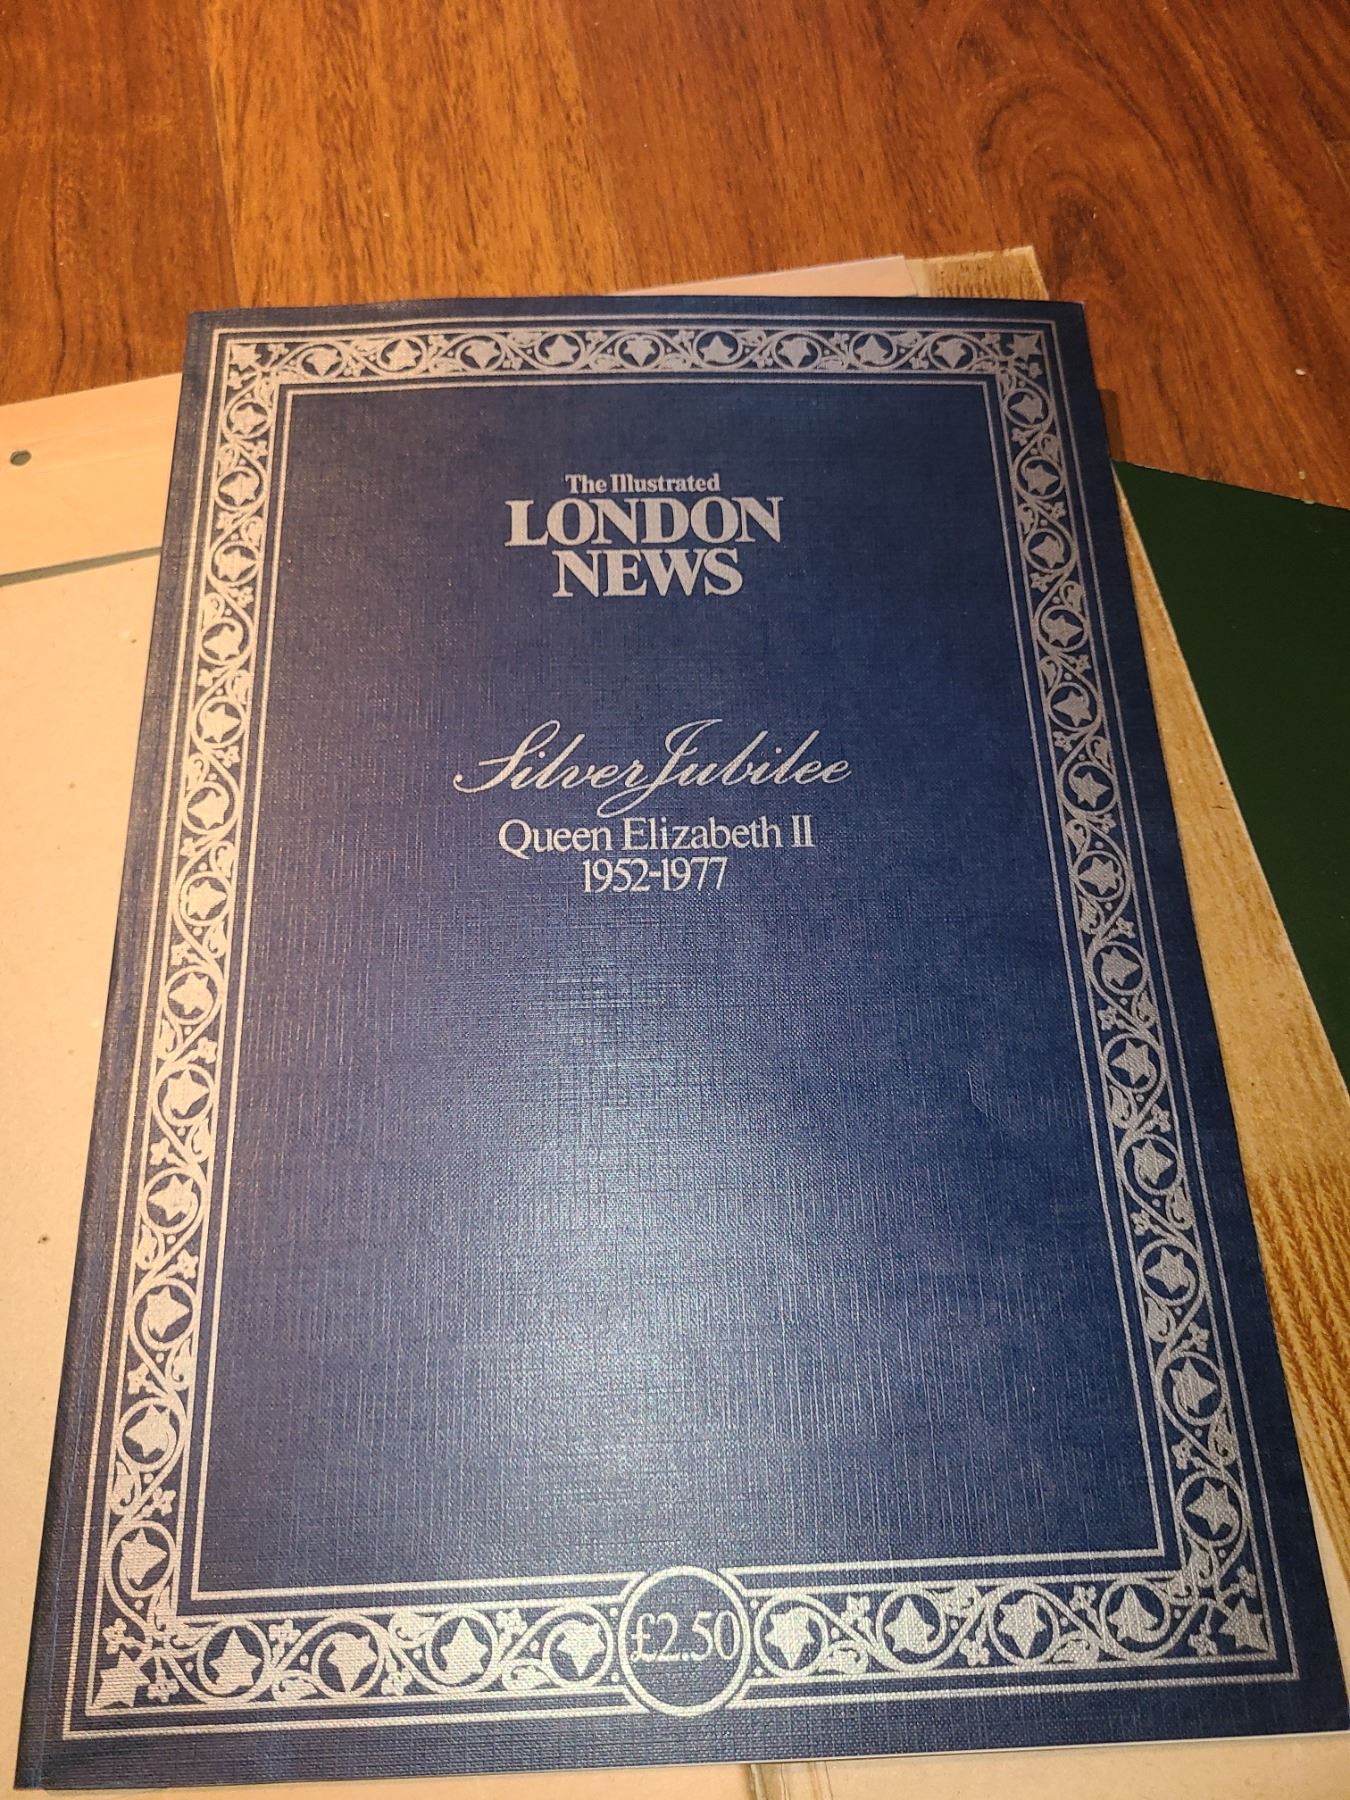 The Illustrated
LONDON
NEWS
Silver Jubilee
Queen Elizabeth II
1952-1977
£2.50